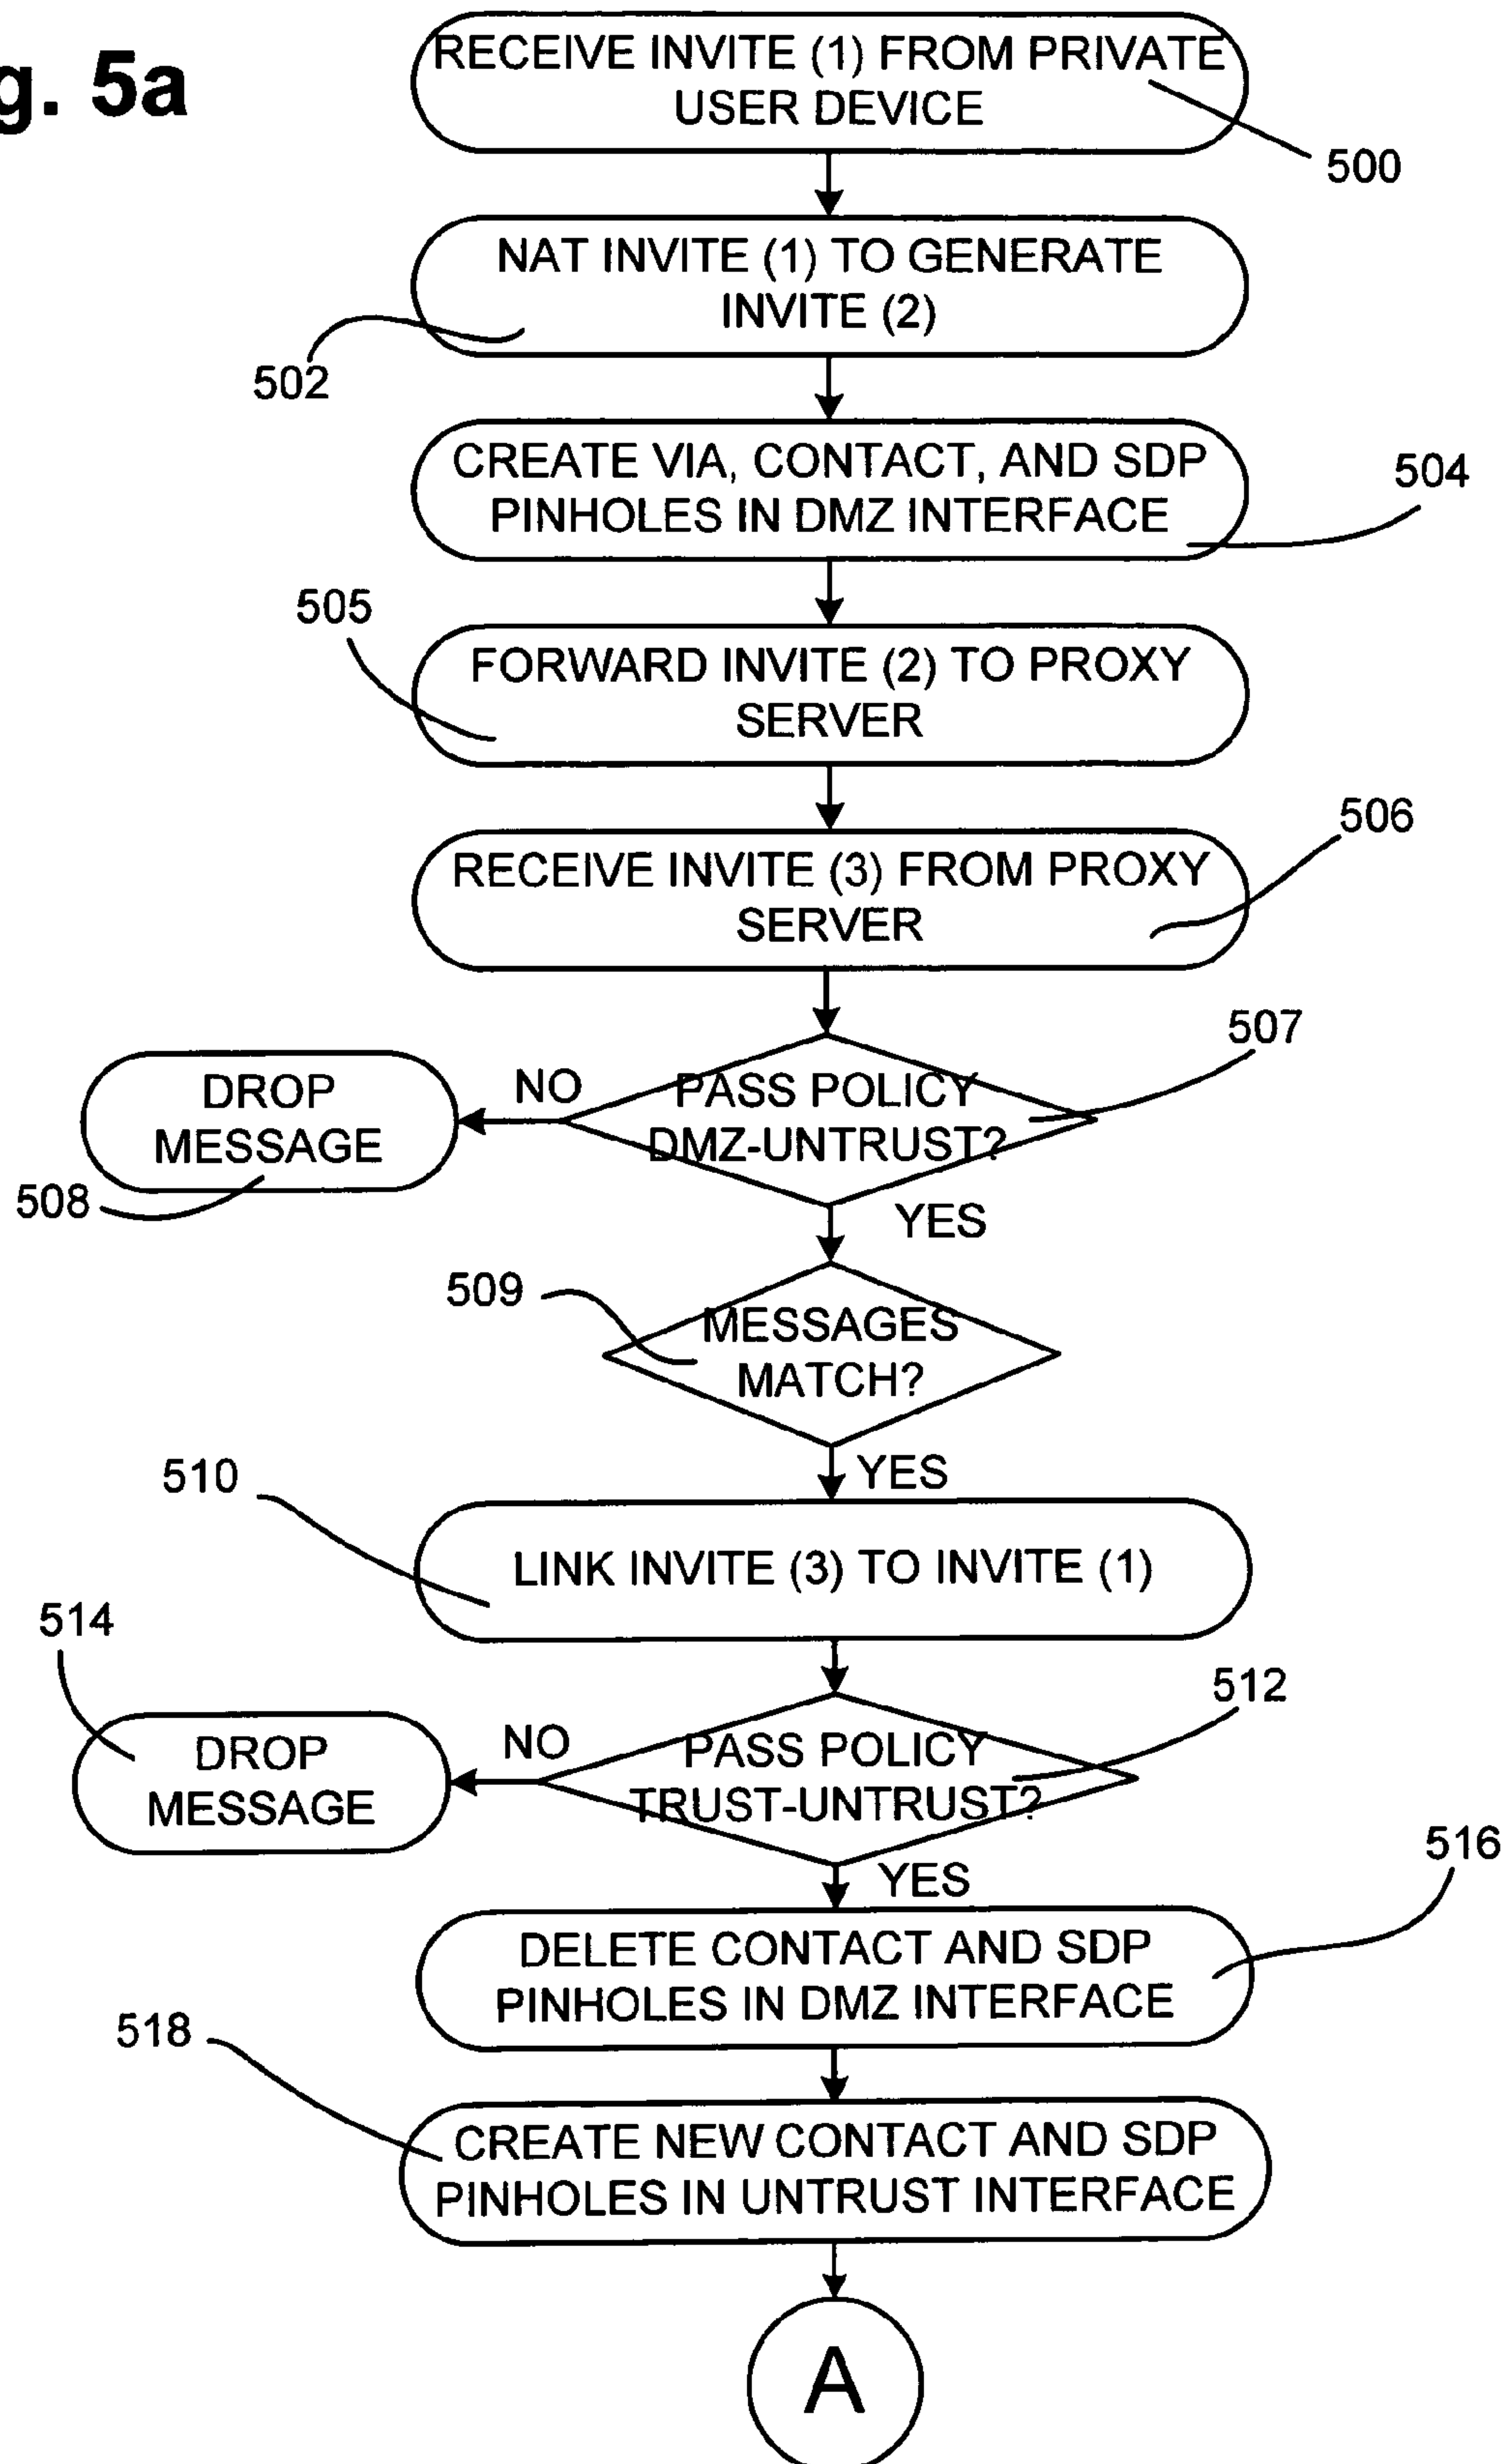 g. 5a
RECEIVE INVITE (1) FROM PRIVATE
USER DEVICE
500
NAT INVITE (1) TO GENERATE
INVITE (2)
502
CREATE VIA, CONTACT, AND SDP
PINHOLES IN DMZ INTERFACE
504
505
FORWARD INVITE (2) TO PROXY
SERVER
506
RECEIVE INVITE (3) FROM PROXY
SERVER
507
DROP
MESSAGE
508
NO
PASS POLICY
DMZ-UNTRUST?
YES
509
MESSAGES
MATCH?
YES
510
LINK INVITE (3) TO INVITE (1)
514
512
DROP
MESSAGE
NO
PASS POLICY
TRUST-UNTRUST?
YES
516
DELETE CONTACT AND SDP
PINHOLES IN DMZ INTERFACE
518
CREATE NEW CONTACT AND SDP
PINHOLES IN UNTRUST INTERFACE
A